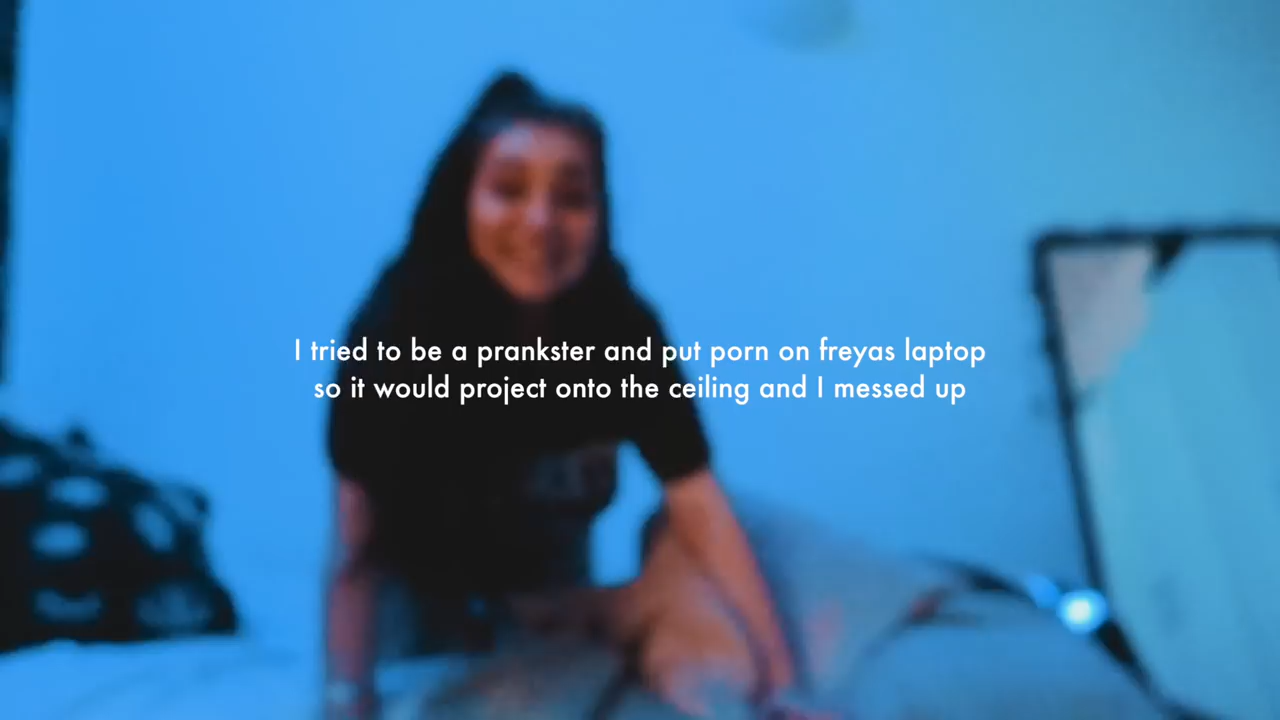 I tried to be a prankster and put porn on freyas laptop
so it would project onto the ceiling and I messed up